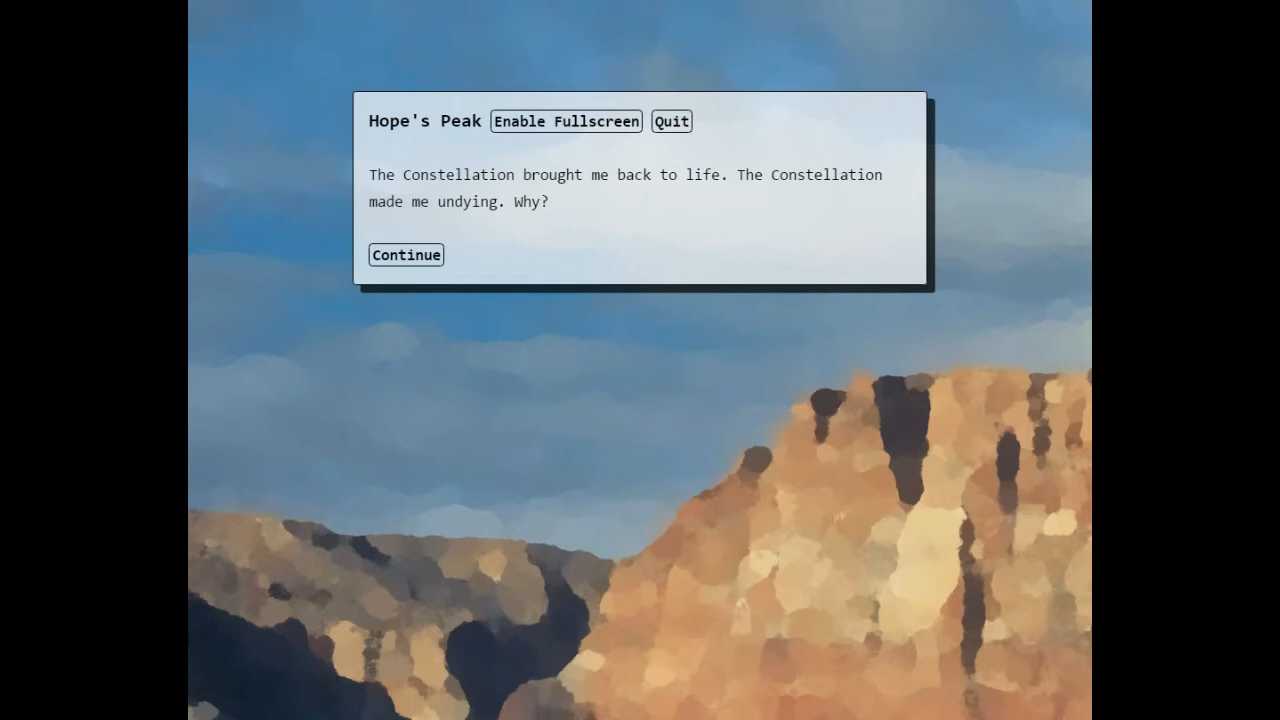 Hope's Peak Enable Fullscreen Quit
The Constellation brought me back to life. The Constellation
made me undying. Why?
Continue